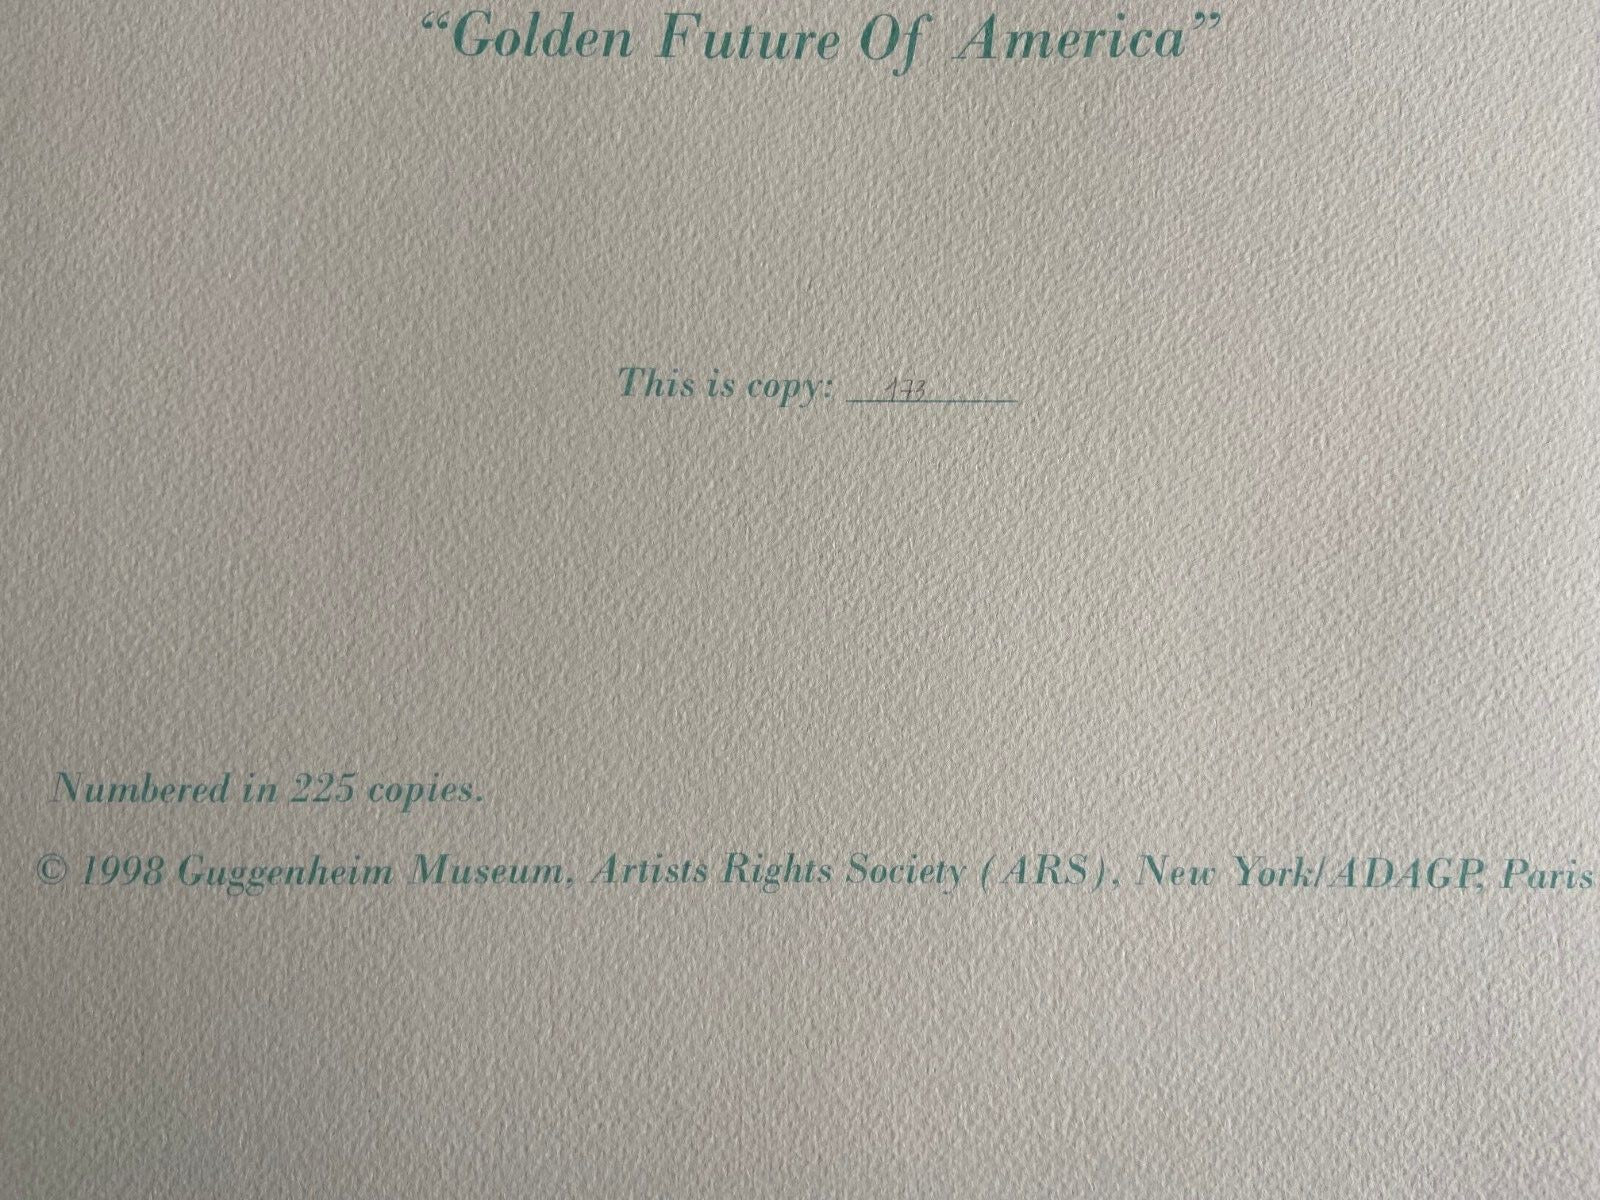 “Golden Future Of America”
This is copy: 173
Numbered in 225 copies.
© 1998 Guggenheim Museum, Artists Rights Society (ARS), New York/ADAGP, Paris